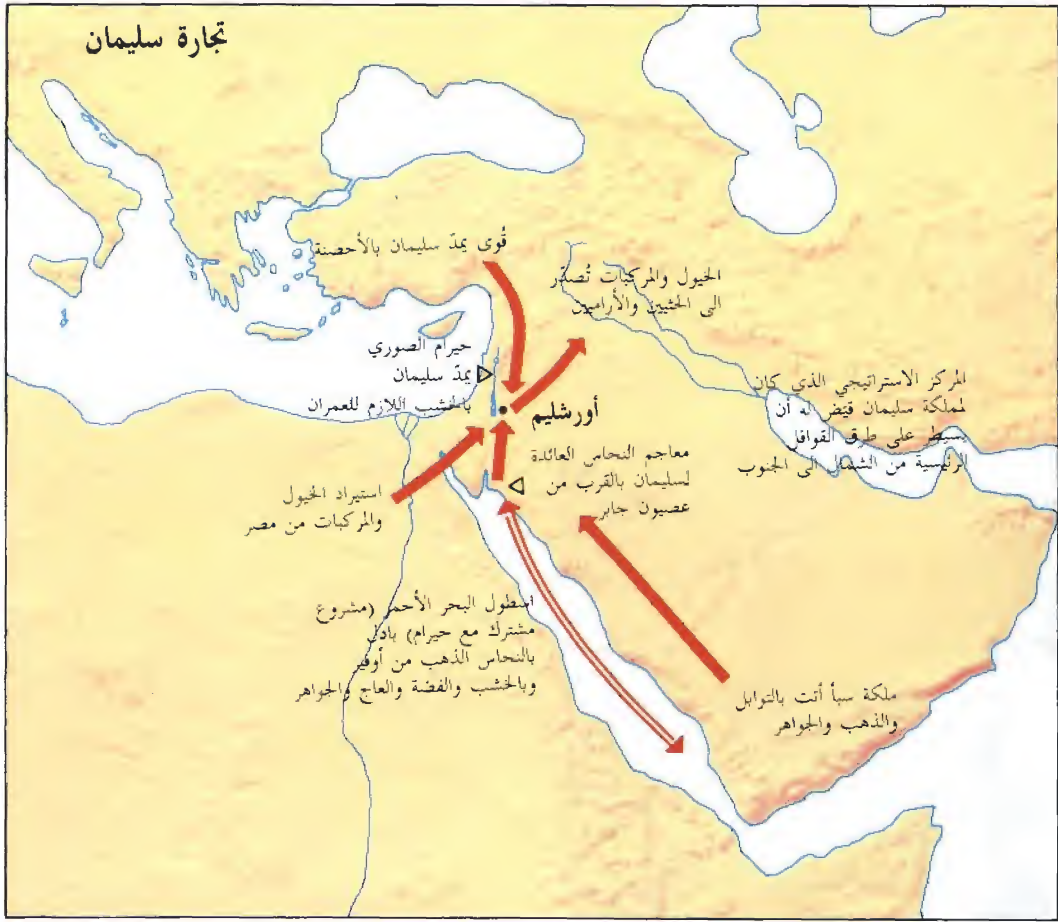 تجارة سليمان
قُوى يمدّ سليمان بالأحصنة
الخيول والمركبات تُصدّر
الى الحثيين والأراميين
حيرام الصوري
يمدّ سليمان
بالخشب اللازم للعمران
أورشليم
المركز الاستراتيجي الذي كان
لمملكة سليمان قيّض له أن
يسيطر على طرق القوافل
الرئيسية من الشمال الى الجنوب
معاجم النحاس العائدة
لسليمان بالقرب من
عصيون جابر
استيراد الخيول
والمركبات من مصر
اسطول البحر الأحمر (مشروع
مشترك مع حيرام) بادل
بالنحاس الذهب من أوفير
وبالخشب والفضة والعاج والجواهر
ملكة سبأ أتت بالتوابل
والذهب والجواهر